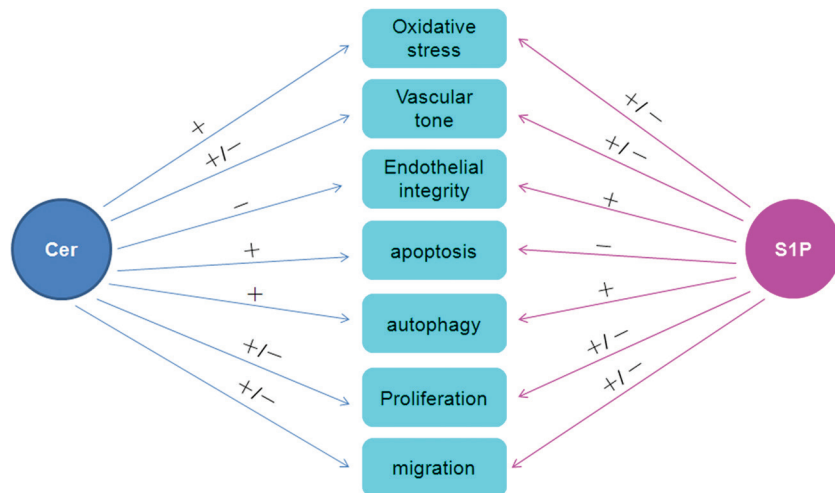 Oxidative
stress
+
+/−
Vascular
tone
+/−
+/−
Endothelial
integrity
−
+
Cer
apoptosis
+
−
S1P
autophagy
+
+
Proliferation
+/−
+/−
migration
+/−
+/−